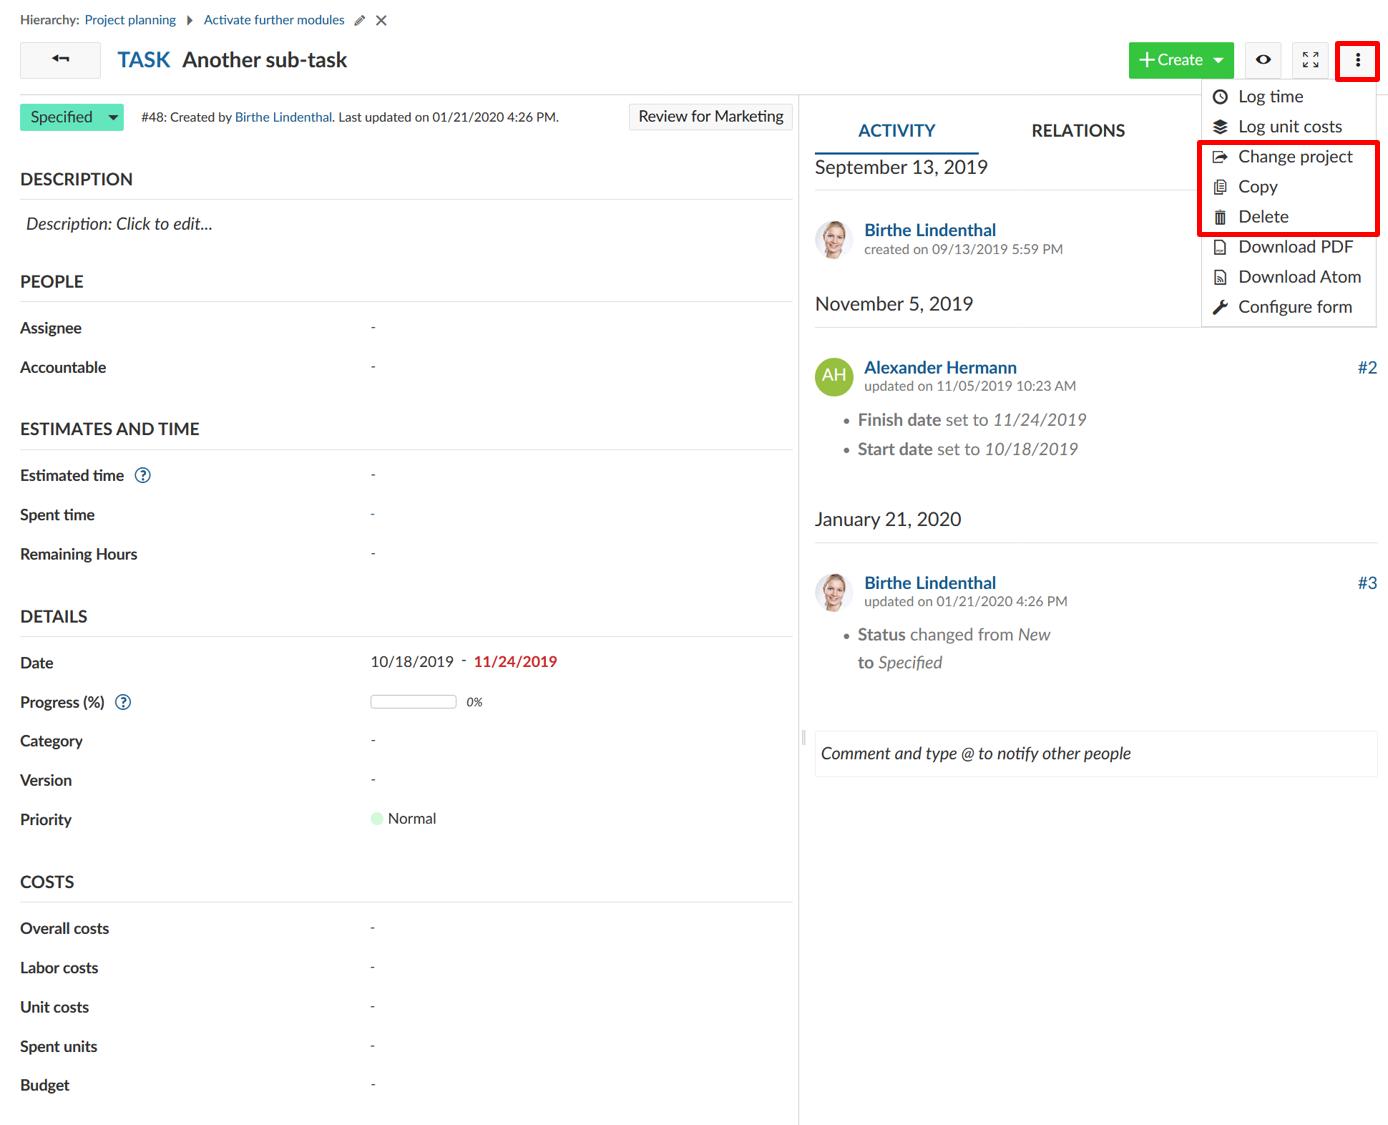 Hierarchy: Project planning Activate further modules
TASK Another sub-task
Create
Specified
#48: Created by Birthe Lindenthal. Last updated on 01/21/2020 4:26 PM.
Review for Marketing
DESCRIPTION
Description: Click to edit...
PEOPLE
Assignee -
Accountable -
ESTIMATES AND TIME
Estimated time ? -
Spent time -
Remaining Hours -
DETAILS
Date 10/18/2019 - 11/24/2019
Progress (%) ? 0%
Category -
Version -
Priority Normal
COSTS
Overall costs -
Labor costs -
Unit costs -
Spent units -
Budget -
ACTIVITY RELATIONS
September 13, 2019
Birthe Lindenthal
created on 09/13/2019 5:59 PM
November 5, 2019
AH
Alexander Hermann #2
updated on 11/05/2019 10:23 AM
• Finish date set to 11/24/2019
• Start date set to 10/18/2019
January 21, 2020
Birthe Lindenthal #3
updated on 01/21/2020 4:26 PM
• Status changed from New
to Specified
Comment and type @ to notify other people
Log time
Log unit costs
Change project
Copy
Delete
Download PDF
Download Atom
Configure form